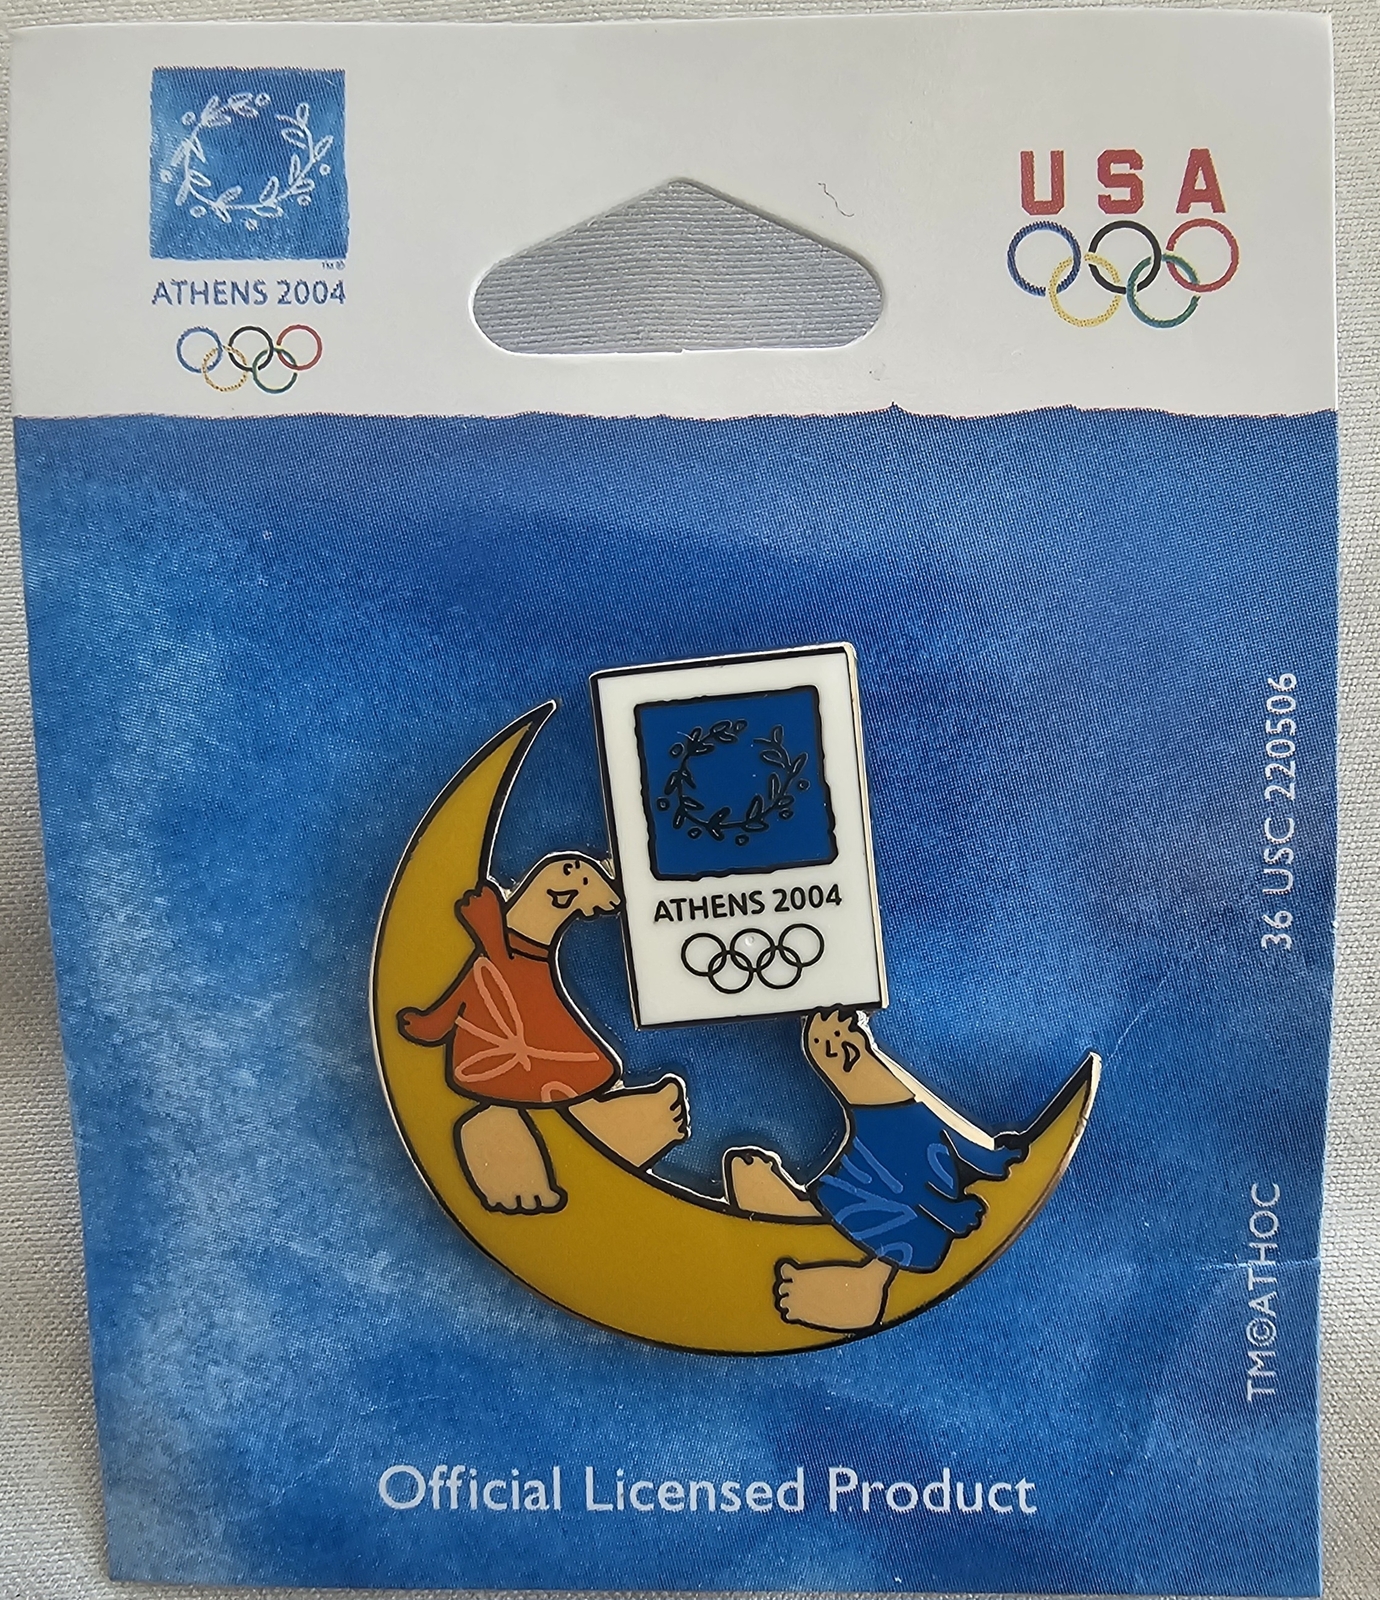 ATHENS 2004
USA
ATHENS 2004
36 USC 220506
TM©ATHOC
Official Licensed Product